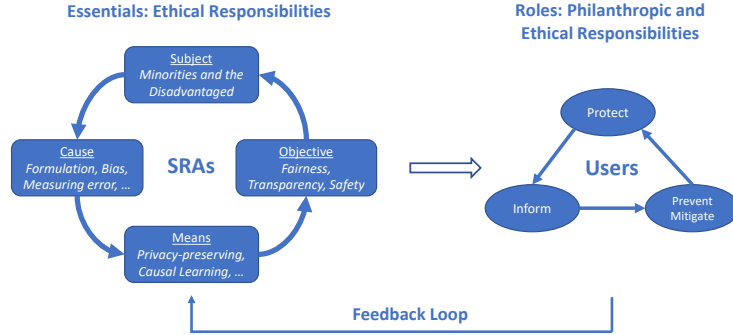 Essentials: Ethical Responsibilities
Roles: Philanthropic and
Ethical Responsibilities
Subject
Minorities and the
Disadvantaged
Cause
Formulation, Bias,
Measuring error, ...
SRAs
Objective
Fairness,
Transparency, Safety
Means
Privacy-preserving,
Causal Learning, ...
Protect
Users
Inform
Prevent
Mitigate
Feedback Loop